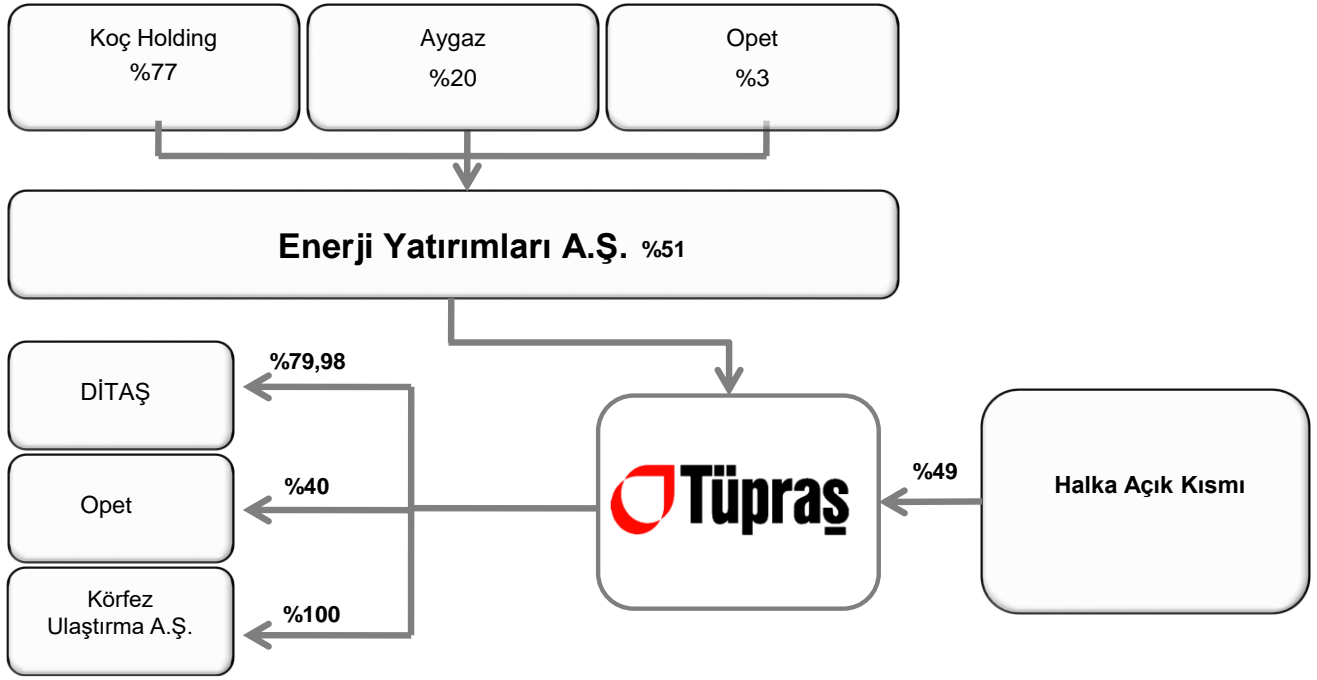 Koç Holding
%77
Aygaz
%20
Opet
%3
Enerji Yatırımları A.Ş. %51
DİTAŞ
%79,98
Opet
%40
Körfez
Ulaştırma A.Ş.
%100
Tüpraş
%49
Halka Açık Kısmı